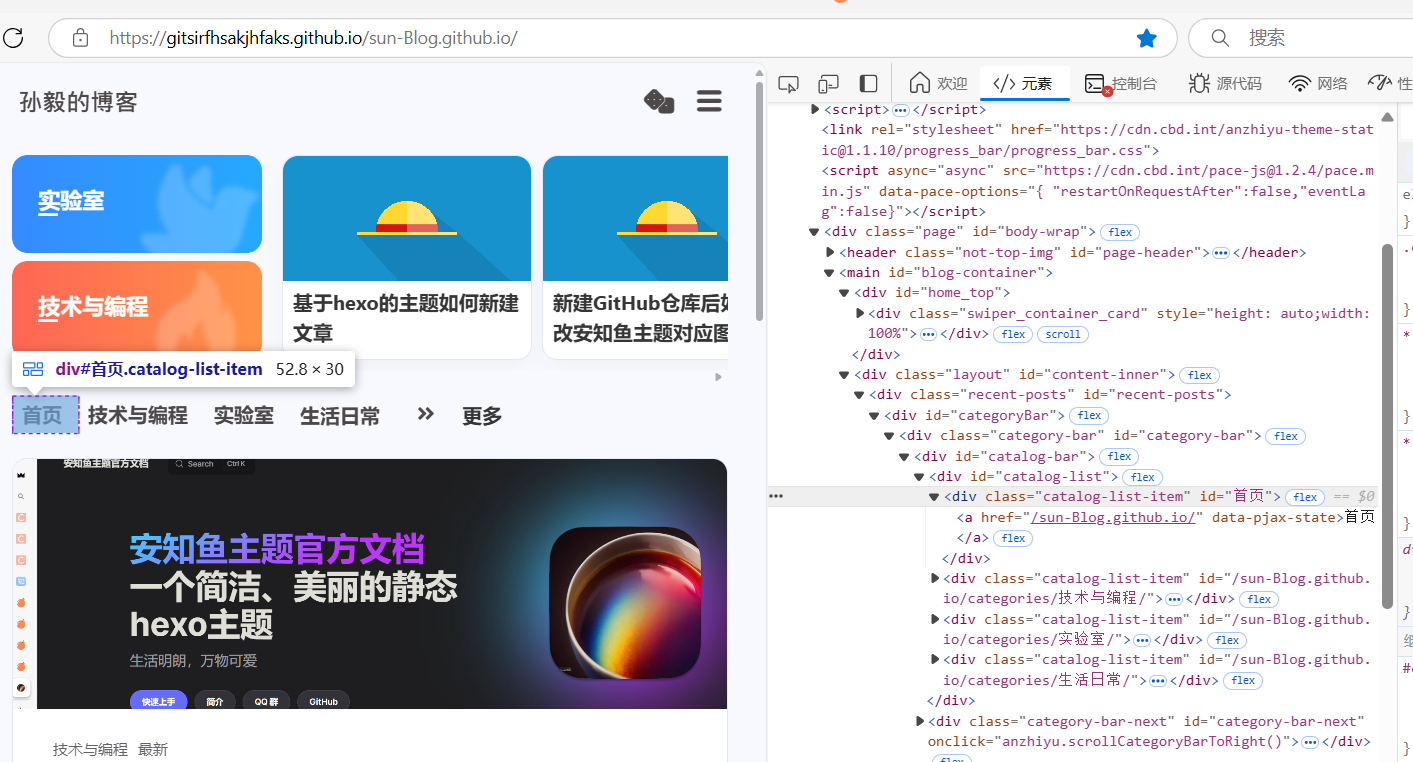 https://gitsirfhsakjhfaks.github.io/sun-Blog.github.io/
搜索
孙毅的博客
实验室
技术与编程
基于hexo的主题如何新建
文章
新建GitHub仓库后如
改安知鱼主题对应图
div#首页.catalog-list-item 52.8 × 30
首页 技术与编程 实验室 生活日常 » 更多
安知鱼主题官方文档 Search Ctrl K
安知鱼主题官方文档
一个简洁、美丽的静态
hexo主题
生活明朗，万物可爱
快速上手 简介 QQ 群 GitHub
技术与编程 最新
欢迎 </> 元素 控制台 源代码 网络 性
<script>…</script>
<link rel="stylesheet" href="https://cdn.cbd.int/anzhiyu-theme-stat
ic@1.1.10/progress_bar/progress_bar.css">
<script async="async" src="https://cdn.cbd.int/pace-js@1.2.4/pace.m
in.js" data-pace-options="{ "restartOnRequestAfter":false,"eventLa
g":false}"></script>
<div class="page" id="body-wrap"> flex
<header class="not-top-img" id="page-header">…</header>
<main id="blog-container">
<div id="home_top">
<div class="swiper_container_card" style="height: auto;width:
100%">…</div> flex scroll
</div>
<div class="layout" id="content-inner"> flex
<div class="recent-posts" id="recent-posts">
<div id="categoryBar"> flex
<div class="category-bar" id="category-bar"> flex
<div id="catalog-bar"> flex
<div id="catalog-list"> flex
… <div class="catalog-list-item" id="首页"> flex == $0
<a href="/sun-Blog.github.io/" data-pjax-state>首页
</a> flex
</div>
<div class="catalog-list-item" id="/sun-Blog.github.
io/categories/技术与编程/">…</div> flex
<div class="catalog-list-item" id="/sun-Blog.github.
io/categories/实验室/">…</div> flex
<div class="catalog-list-item" id="/sun-Blog.github.
io/categories/生活日常/">…</div> flex
</div>
<div class="category-bar-next" id="category-bar-next"
onclick="anzhiyu.scrollCategoryBarToRight()">…</div>
flex